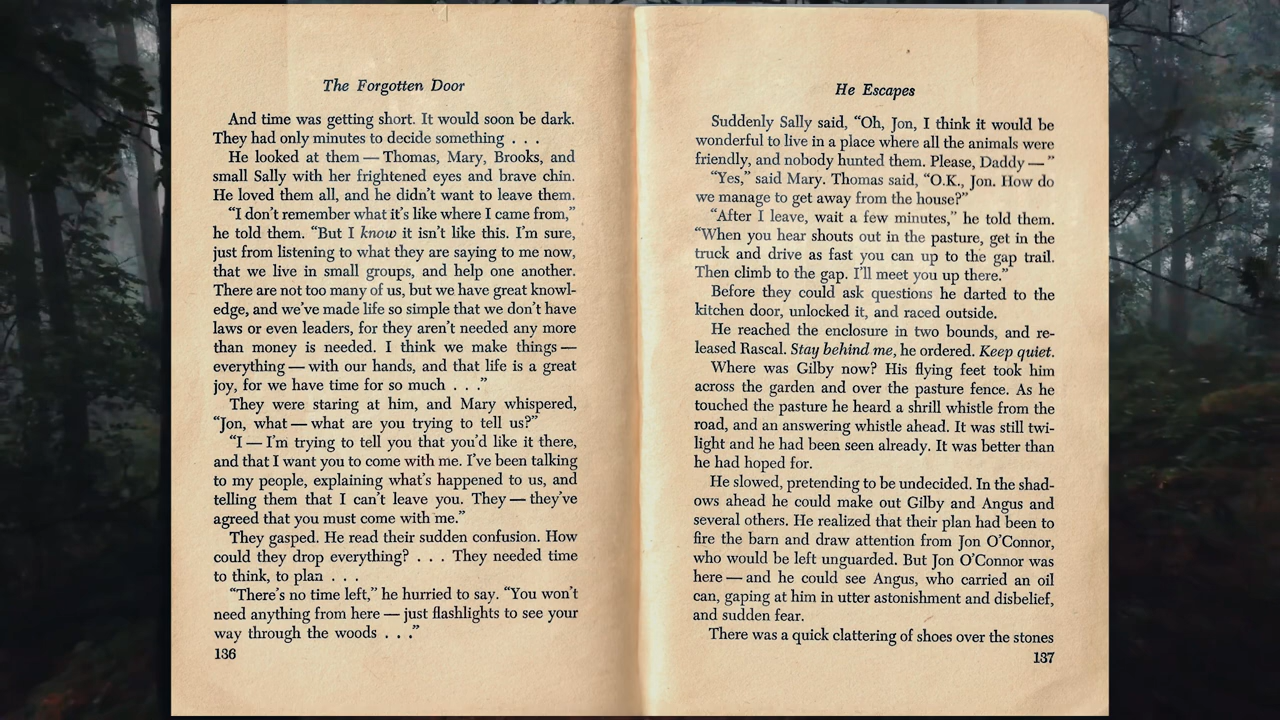 The Forgotten Door
And time was getting short. It would soon be dark.
They had only minutes to decide something . . .
He looked at them — Thomas, Mary, Brooks, and
small Sally with her frightened eyes and brave chin.
He loved them all, and he didn't want to leave them.
"I don't remember what it's like where I came from,"
he told them. "But I know it isn't like this. I'm sure,
just from listening to what they are saying to me now,
that we live in small groups, and help one another.
There are not too many of us, but we have great knowl-
edge, and we've made life so simple that we don't have
laws or even leaders, for they aren't needed any more
than money is needed. I think we make things —
everything — with our hands, and that life is a great
joy, for we have time for so much . . ."
They were staring at him, and Mary whispered,
"Jon, what — what are you trying to tell us?"
"I — I'm trying to tell you that you'd like it there,
and that I want you to come with me. I've been talking
to my people, explaining what's happened to us, and
telling them that I can't leave you. They — they've
agreed that you must come with me."
They gasped. He read their sudden confusion. How
could they drop everything? . . . They needed time
to think, to plan . . .
"There's no time left," he hurried to say. "You won't
need anything from here — just flashlights to see your
way through the woods . . ."
136
He Escapes
Suddenly Sally said, "Oh, Jon, I think it would be
wonderful to live in a place where all the animals were
friendly, and nobody hunted them. Please, Daddy — "
"Yes," said Mary. Thomas said, "O.K., Jon. How do
we manage to get away from the house?"
"After I leave, wait a few minutes," he told them.
"When you hear shouts out in the pasture, get in the
truck and drive as fast you can up to the gap trail.
Then climb to the gap. I'll meet you up there."
Before they could ask questions he darted to the
kitchen door, unlocked it, and raced outside.
He reached the enclosure in two bounds, and re-
leased Rascal. Stay behind me, he ordered. Keep quiet.
Where was Gilby now? His flying feet took him
across the garden and over the pasture fence. As he
touched the pasture he heard a shrill whistle from the
road, and an answering whistle ahead. It was still twi-
light and he had been seen already. It was better than
he had hoped for.
He slowed, pretending to be undecided. In the shad-
ows ahead he could make out Gilby and Angus and
several others. He realized that their plan had been to
fire the barn and draw attention from Jon O'Connor,
who would be left unguarded. But Jon O'Connor was
here — and he could see Angus, who carried an oil
can, gaping at him in utter astonishment and disbelief,
and sudden fear.
There was a quick clattering of shoes over the stones
137